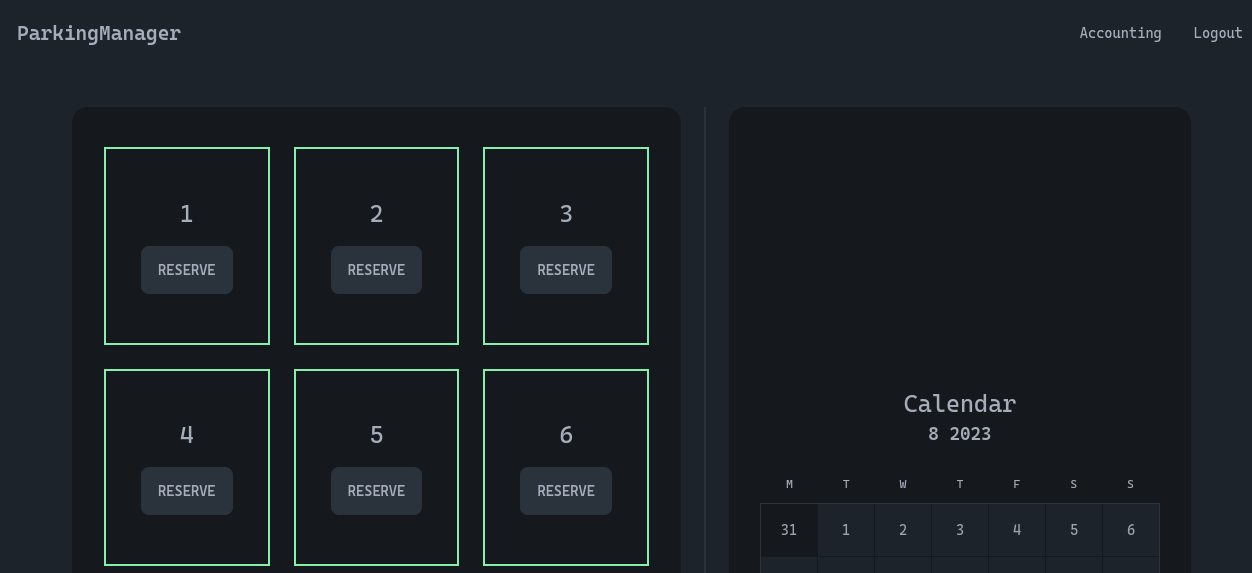 ParkingManager
Accounting Logout
1 2 3
RESERVE RESERVE RESERVE
4 5 6
RESERVE RESERVE RESERVE
Calendar
8 2023
M T W T F S S
31 1 2 3 4 5 6